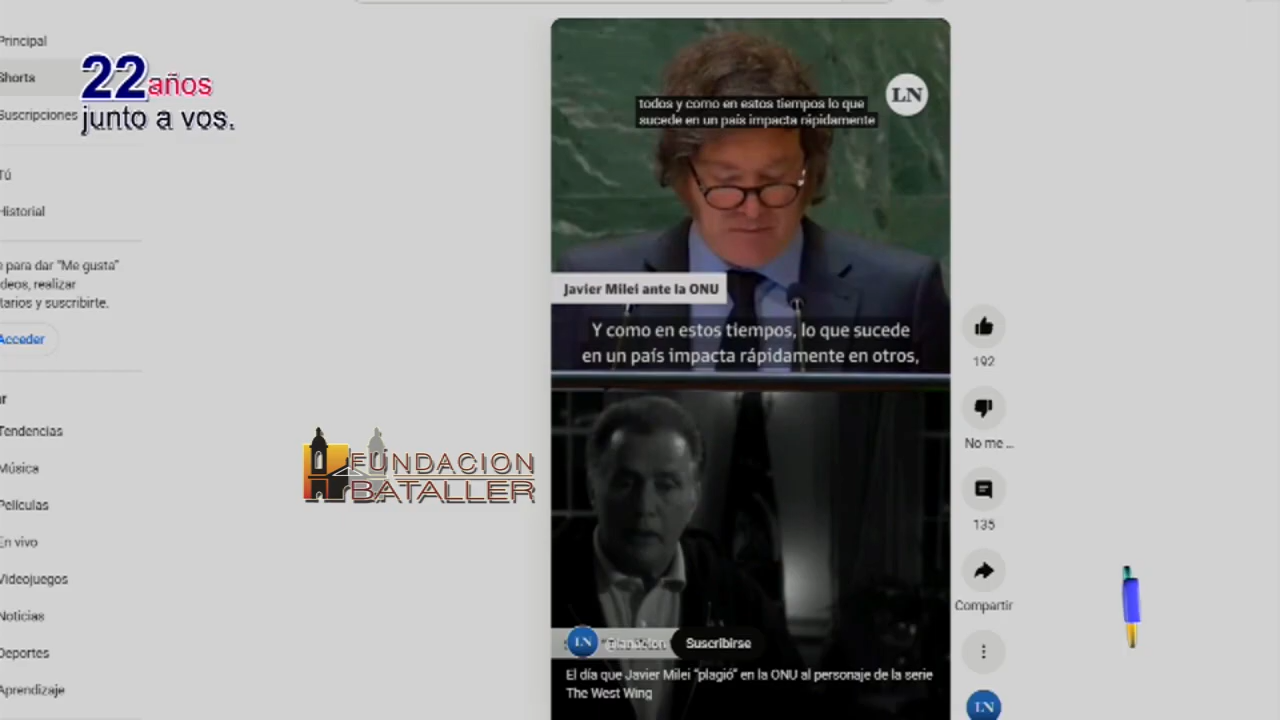 Principal
Shorts
Suscripciones
22 años
junto a vos.
Tú
Historial
e para dar "Me gusta"
deos, realizar
tarios y suscribirte.
Acceder
r
Tendencias
Música
Películas
En vivo
Videojuegos
Noticias
Deportes
Aprendizaje
FUNDACION
BATALLER
LN
todos y como en estos tiempos lo que
sucede en un país impacta rápidamente
Javier Milei ante la ONU
Y como en estos tiempos, lo que sucede
en un país impacta rápidamente en otros,
LN
Suscribirse
El día que Javier Milei "plagió" en la ONU al personaje de la serie
The West Wing
192
No me ...
135
Compartir
LN